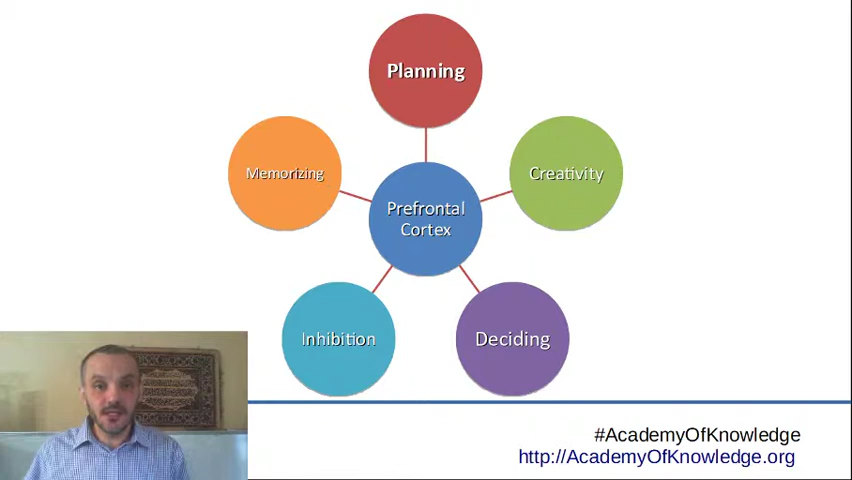 Planning
Memorizing
Creativity
Prefrontal
Cortex
Inhibition
Deciding
#AcademyOfKnowledge
http://AcademyOfKnowledge.org